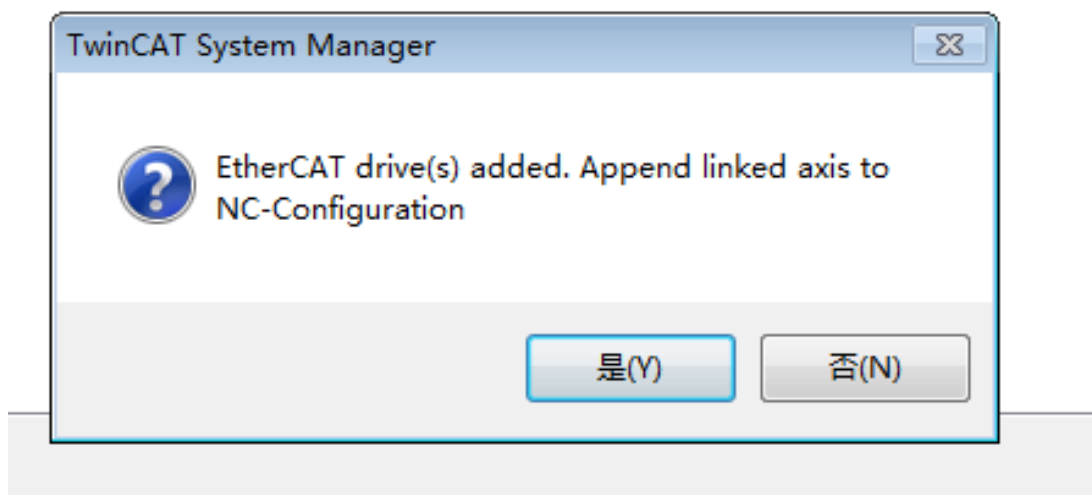 TwinCAT System Manager
EtherCAT drive(s) added. Append linked axis to
NC-Configuration
是(Y)
否(N)